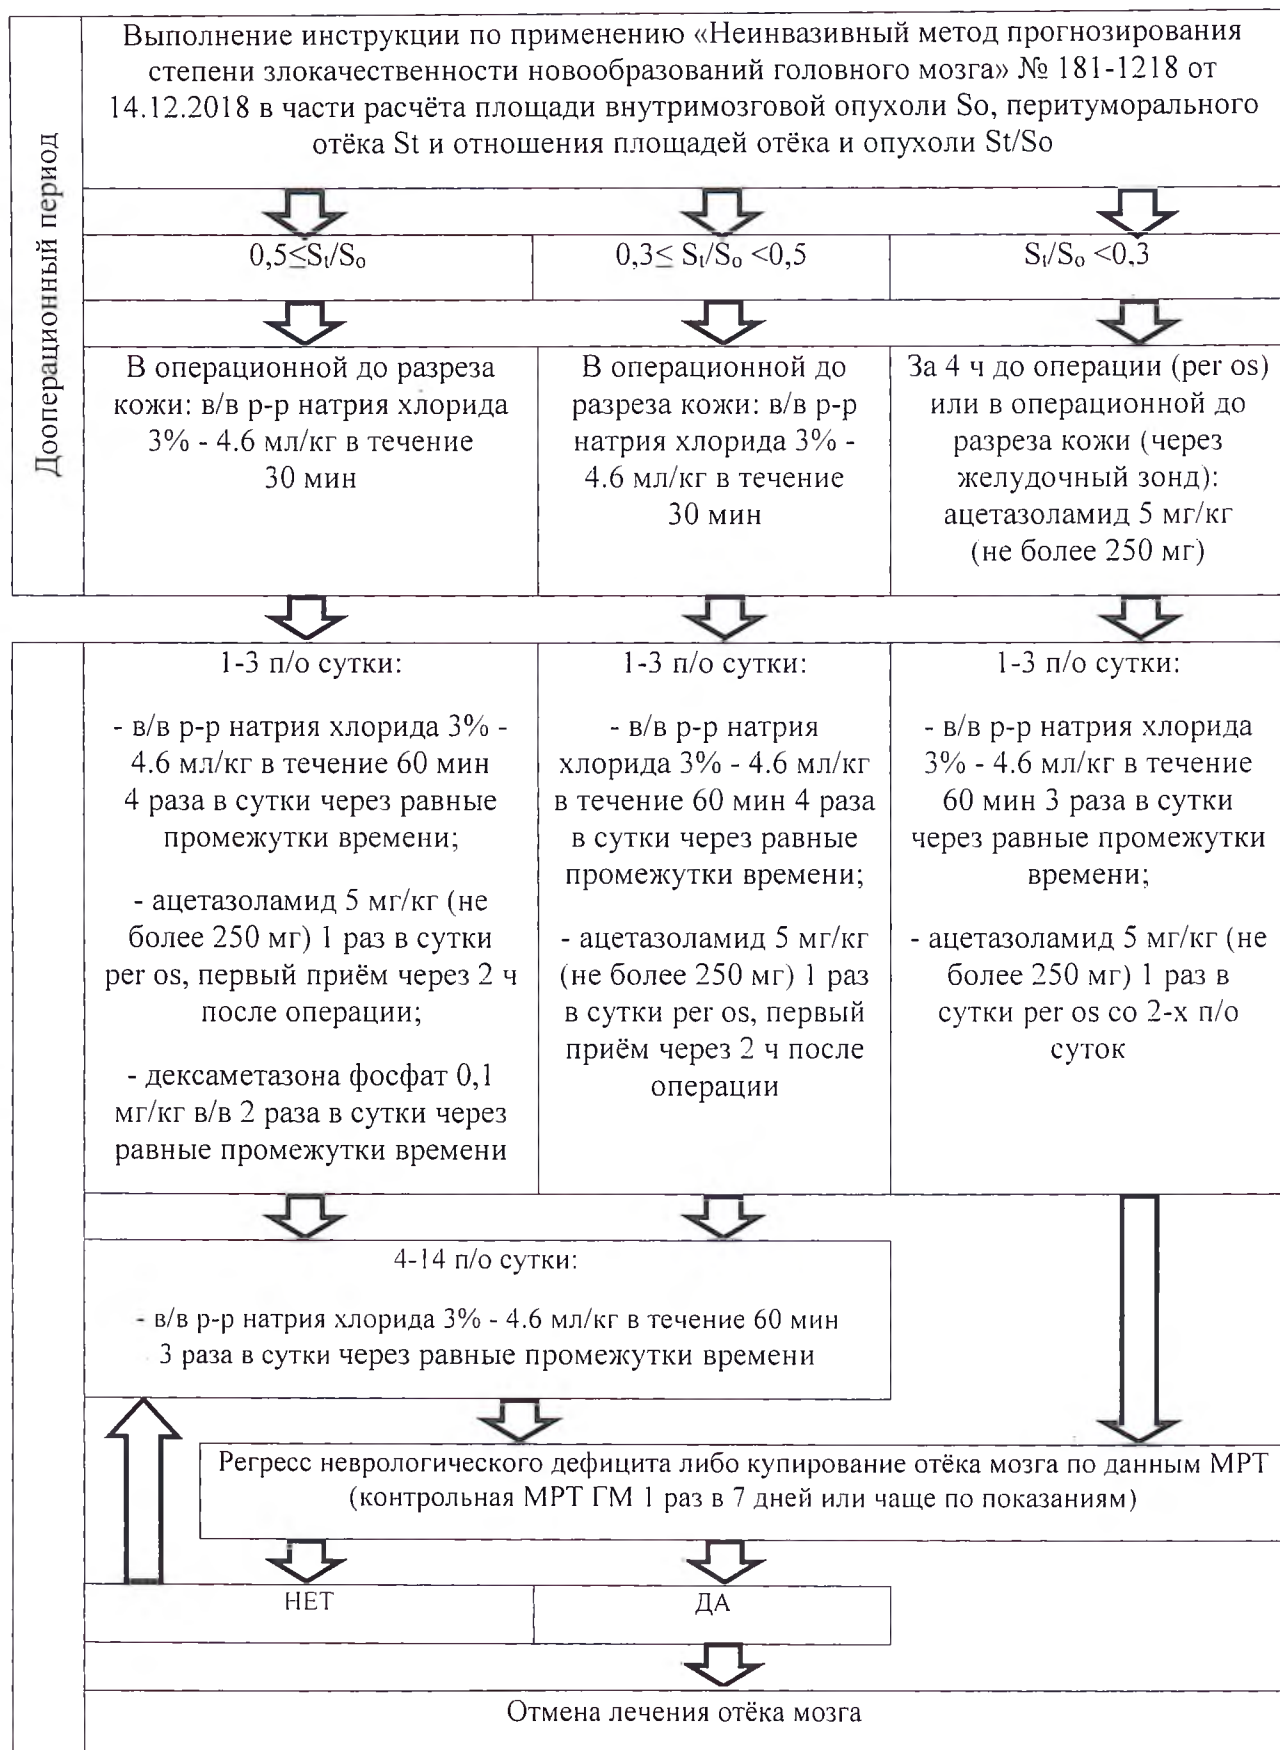 Дооперационный период
Выполнение инструкции по применению «Неинвазивный метод прогнозирования
степени злокачественности новообразований головного мозга» № 181-1218 от
14.12.2018 в части расчёта площади внутримозговой опухоли So, перитуморального
отёка St и отношения площадей отёка и опухоли St/So
0,5≤St/So
0,3≤ St/So <0,5
St/So <0,3
В операционной до разреза
кожи: в/в р-р натрия хлорида
3% - 4.6 мл/кг в течение
30 мин
В операционной до
разреза кожи: в/в р-р
натрия хлорида 3% -
4.6 мл/кг в течение
30 мин
За 4 ч до операции (per os)
или в операционной до
разреза кожи (через
желудочный зонд):
ацетазоламид 5 мг/кг
(не более 250 мг)
1-3 п/о сутки:
- в/в р-р натрия хлорида 3% -
4.6 мл/кг в течение 60 мин
4 раза в сутки через равные
промежутки времени;
- ацетазоламид 5 мг/кг (не
более 250 мг) 1 раз в сутки
per os, первый приём через 2 ч
после операции;
- дексаметазона фосфат 0,1
мг/кг в/в 2 раза в сутки через
равные промежутки времени
1-3 п/о сутки:
- в/в р-р натрия
хлорида 3% - 4.6 мл/кг
в течение 60 мин 4 раза
в сутки через равные
промежутки времени;
- ацетазоламид 5 мг/кг
(не более 250 мг) 1 раз
в сутки per os, первый
приём через 2 ч после
операции
1-3 п/о сутки:
- в/в р-р натрия хлорида
3% - 4.6 мл/кг в течение
60 мин 3 раза в сутки
через равные промежутки
времени;
- ацетазоламид 5 мг/кг (не
более 250 мг) 1 раз в
сутки per os со 2-х п/о
суток
4-14 п/о сутки:
- в/в р-р натрия хлорида 3% - 4.6 мл/кг в течение 60 мин
3 раза в сутки через равные промежутки времени
Регресс неврологического дефицита либо купирование отёка мозга по данным МРТ
(контрольная МРТ ГМ 1 раз в 7 дней или чаще по показаниям)
НЕТ
ДА
Отмена лечения отёка мозга